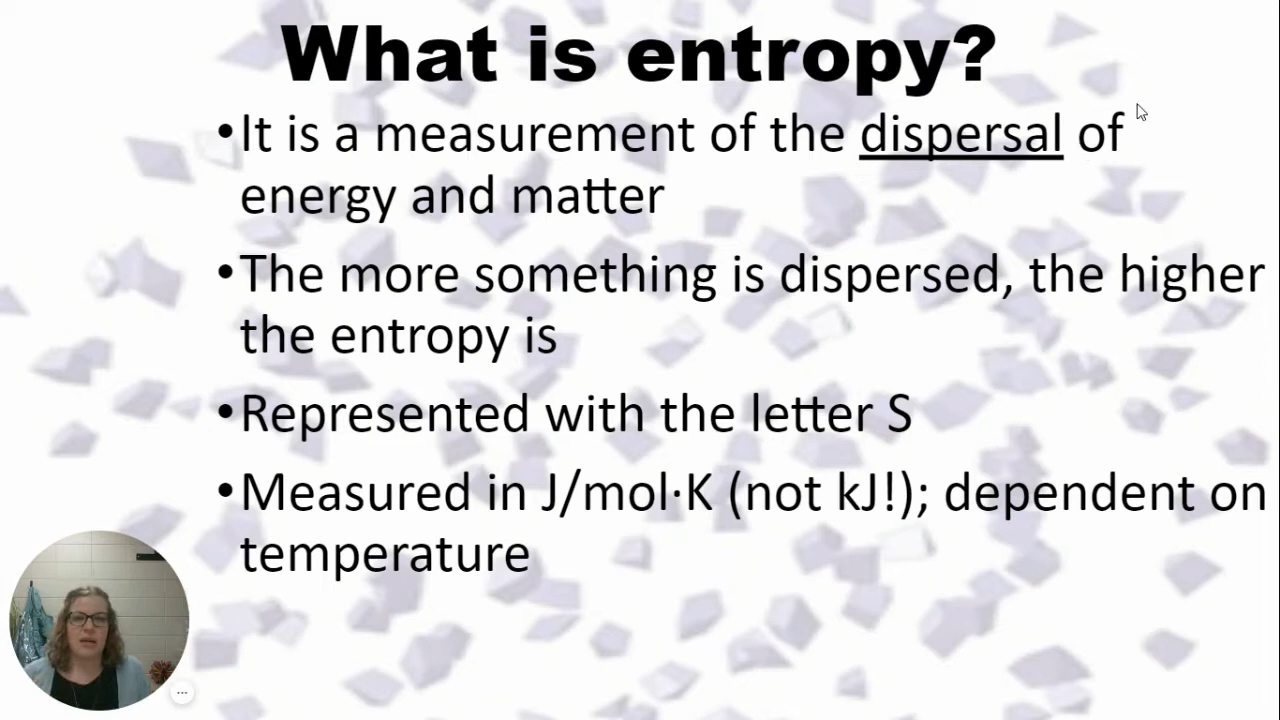 What is entropy?
•It is a measurement of the dispersal of
energy and matter
•The more something is dispersed, the higher
the entropy is
•Represented with the letter S
•Measured in J/mol·K (not kJ!); dependent on
temperature